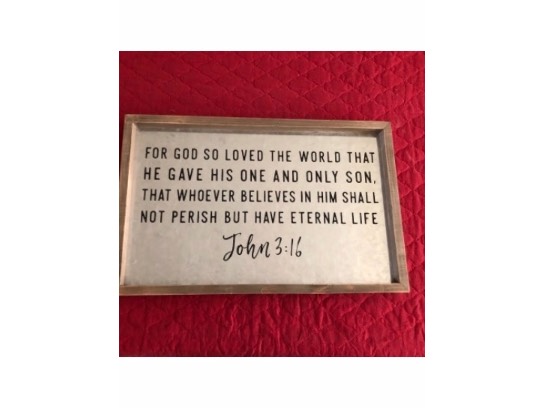 FOR GOD SO LOVED THE WORLD THAT
HE GAVE HIS ONE AND ONLY SON,
THAT WHOEVER BELIEVES IN HIM SHALL
NOT PERISH BUT HAVE ETERNAL LIFE
John 3:16